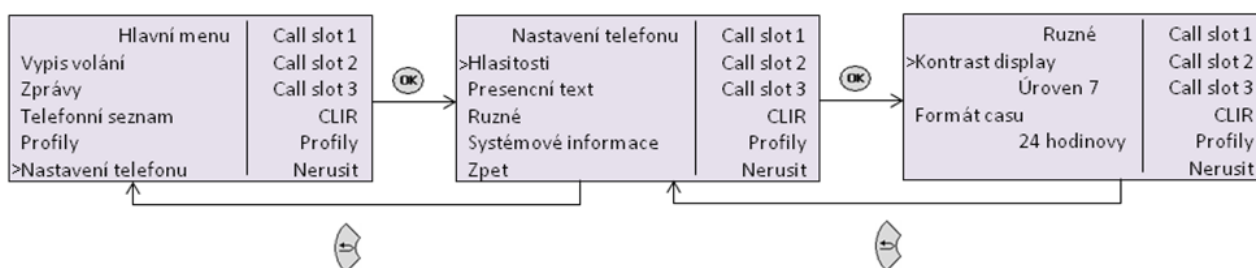 Hlavní menu
Vypis volání
Zprávy
Telefonní seznam
Profily
>Nastavení telefonu
Call slot 1
Call slot 2
Call slot 3
CLIR
Profily
Nerusit
OK
Nastavení telefonu
>Hlasitosti
Presencní text
Ruzné
Systémové informace
Zpet
Call slot 1
Call slot 2
Call slot 3
CLIR
Profily
Nerusit
OK
Ruzné
>Kontrast display
Úroven 7
Formát casu
24 hodinovy
Call slot 1
Call slot 2
Call slot 3
CLIR
Profily
Nerusit